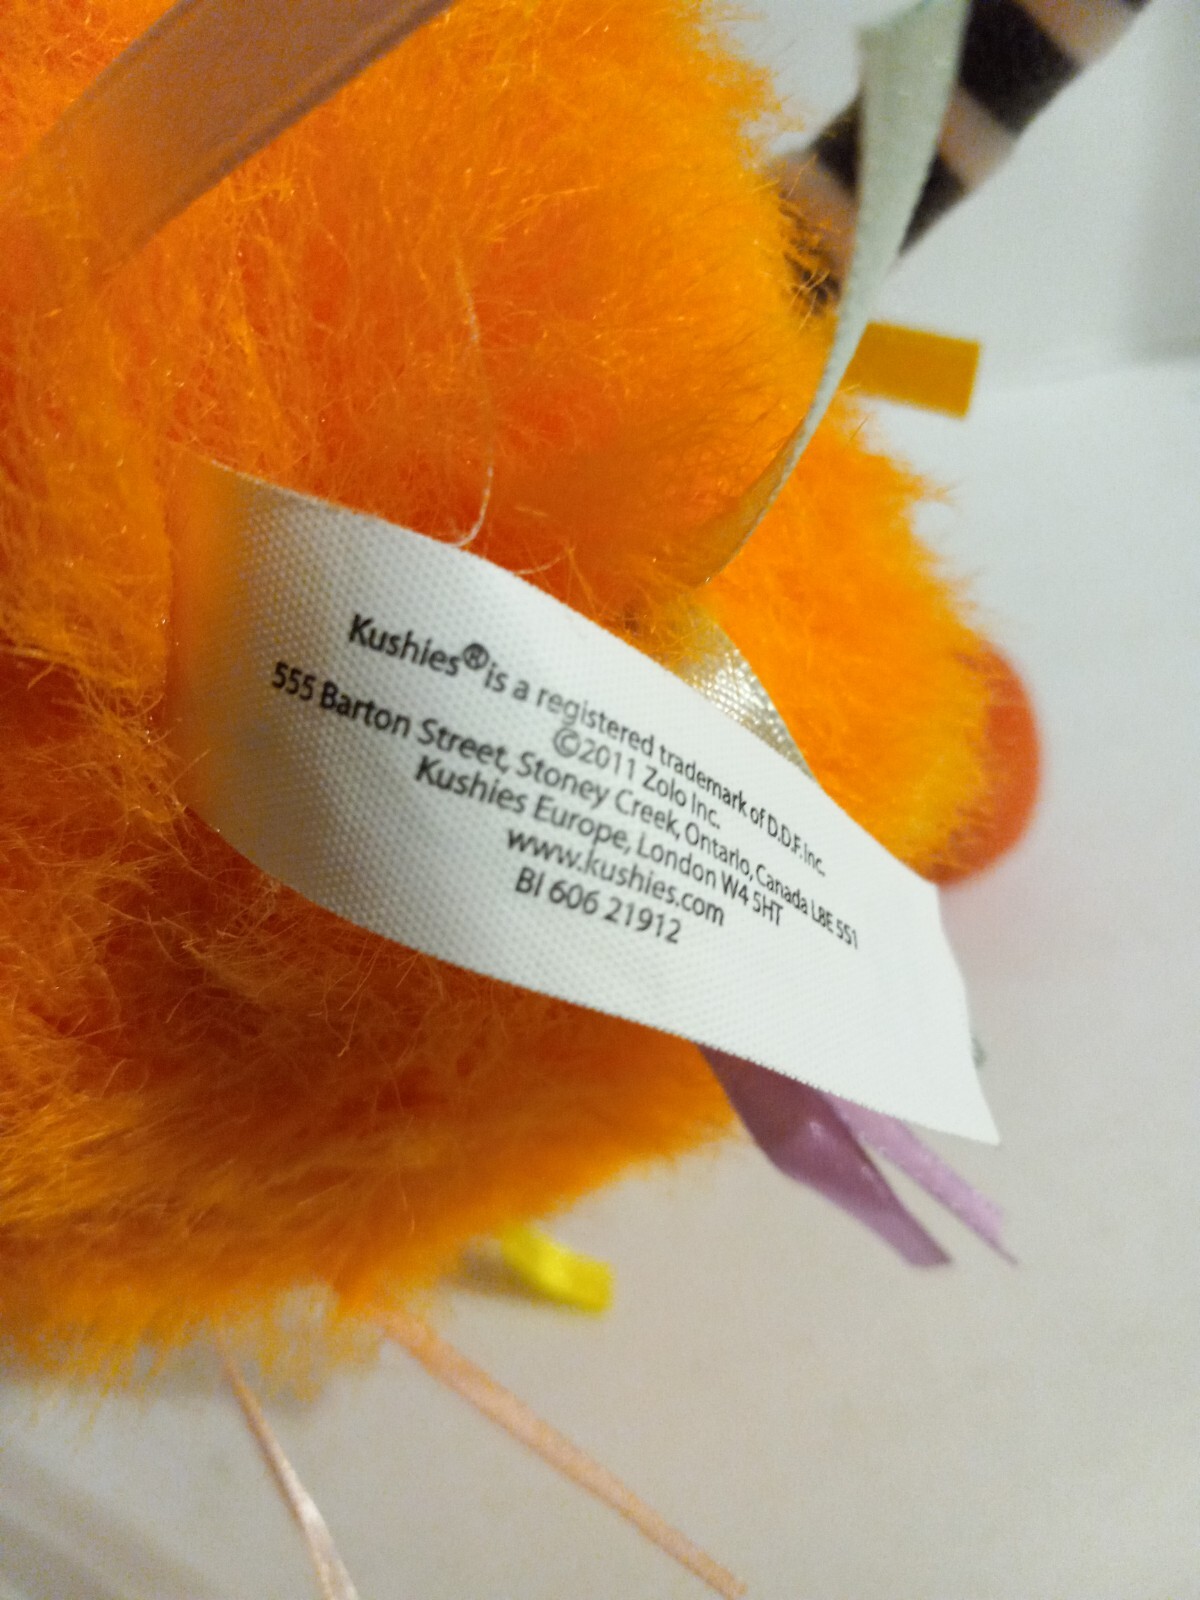 Kushies® is a registered trademark of D.D.F. Inc.
©2011 Zolo Inc.
555 Barton Street, Stoney Creek, Ontario, Canada L8E 5S1
Kushies Europe, London W4 5HT
www.kushies.com
BI 606 21912